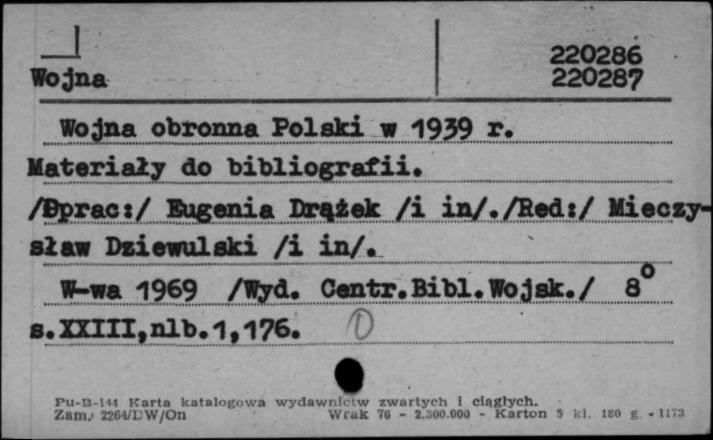 220286
Wojna 220287
Wojna obronna Polski w 1939 r.
Materiały do bibliografii.
/Oprac:/ Eugenia Drążek /i in/./Red:/ Mieczy-
sław Dziewulski /i in/.
W-wa 1969 /Wyd. Centr.Bibl.Wojsk./ 8°
s.XXIII,nlb.1,176.
Pu-B-144 Karta katalogowa wydawnictw zwartych i ciągłych.
Zam. 2264/DW/On Wrak 76 - 2.300.000 - Karton 5 kl. 180 g - 1173